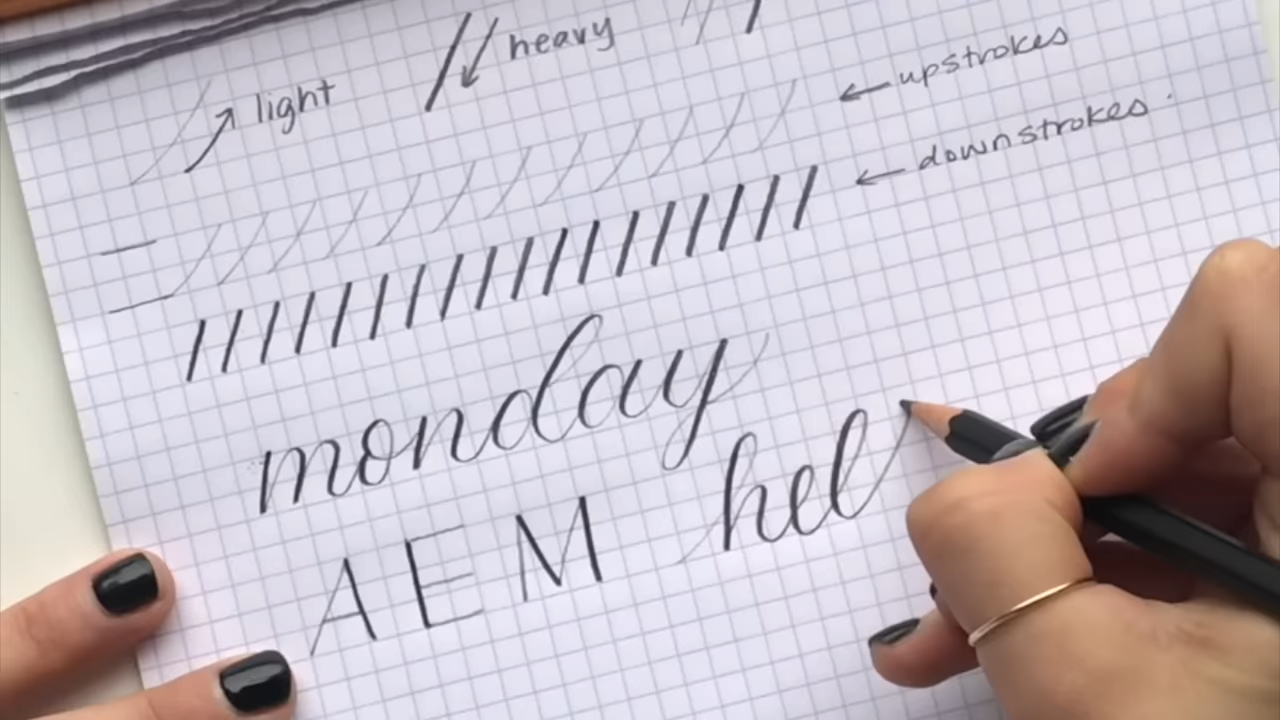 light heavy
← upstrokes
← downstrokes.
monday
hel
A E M